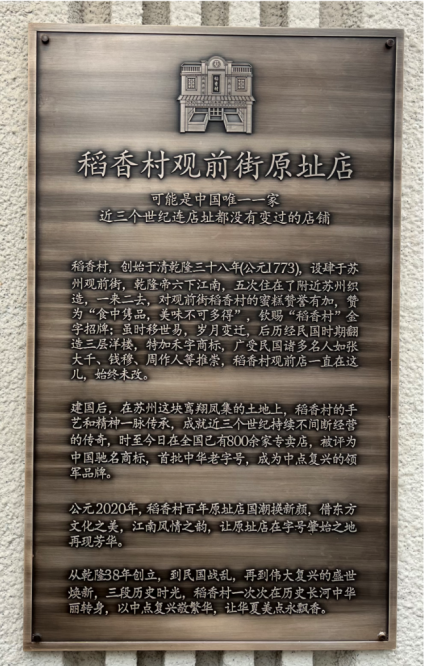 稻香村观前街原址店
可能是中国唯一一家
近三个世纪连店址都没有变过的店铺
稻香村，创始于清乾隆三十八年(公元1773)，设肆于苏
州观前街，乾隆帝六下江南，五次住在了附近苏州织
造，一来二去，对观前街稻香村的蜜糕赞誉有加，赞
为“食中隽品，美味不可多得”，钦赐“稻香村”金
字招牌；虽时移世易，岁月变迁，后历经民国时期翻
造三层洋楼，特加禾字商标，广受民国诸多名人如张
大千、钱穆、周作人等推崇，稻香村观前店一直在这
儿，始终未改。
建国后，在苏州这块鸾翔凤集的土地上，稻香村的手
艺和精神一脉传承，成就近三个世纪持续不间断经营
的传奇，时至今日在全国已有800余家专卖店，被评为
中国驰名商标，首批中华老字号，成为中点复兴的领
军品牌。
公元2020年，稻香村百年原址店国潮换新颜，借东方
文化之美，江南风情之韵，让原址店在字号肇始之地
再现芳华。
从乾隆38年创立，到民国战乱，再到伟大复兴的盛世
焕新，三段历史时光，稻香村一次次在历史长河中华
丽转身，以中点复兴敬繁华，让华夏美点永飘香。